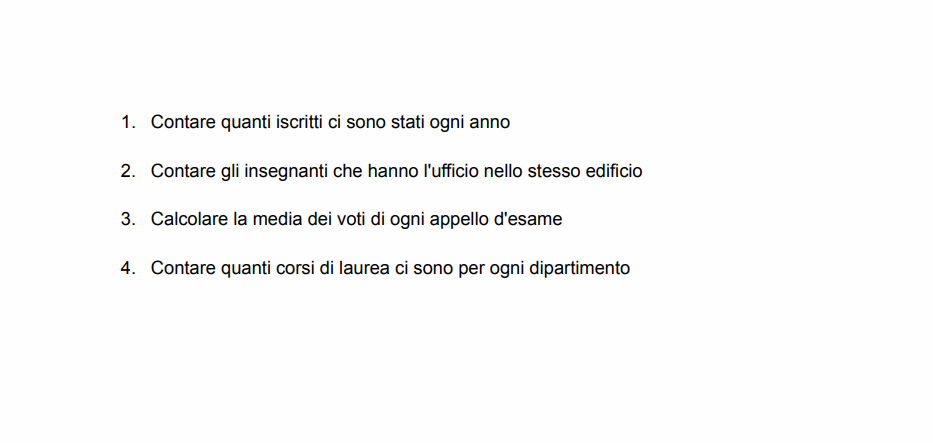 1. Contare quanti iscritti ci sono stati ogni anno
2. Contare gli insegnanti che hanno l'ufficio nello stesso edificio
3. Calcolare la media dei voti di ogni appello d'esame
4. Contare quanti corsi di laurea ci sono per ogni dipartimento